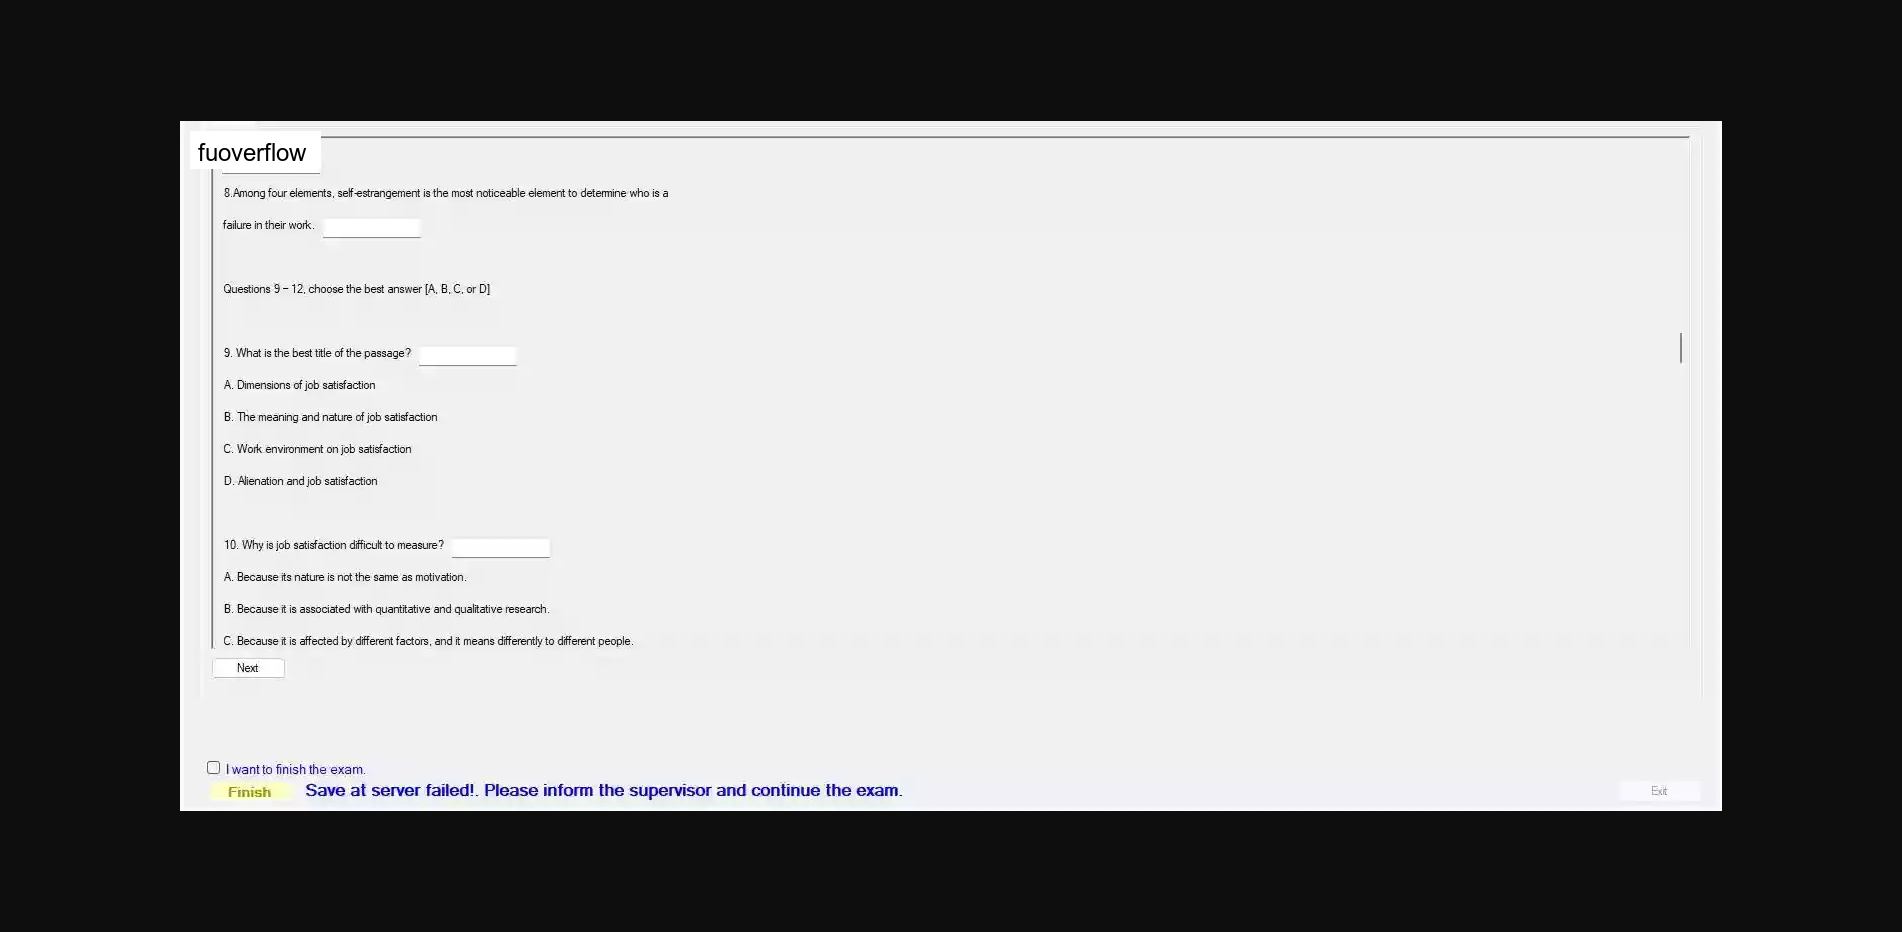 fuoverflow
8.Among four elements, self-estrangement is the most noticeable element to determine who is a
failure in their work.
Questions 9 – 12, choose the best answer [A, B, C, or D]
9. What is the best title of the passage?
A. Dimensions of job satisfaction
B. The meaning and nature of job satisfaction
C. Work environment on job satisfaction
D. Alienation and job satisfaction
10. Why is job satisfaction difficult to measure?
A. Because its nature is not the same as motivation.
B. Because it is associated with quantitative and qualitative research.
C. Because it is affected by different factors, and it means differently to different people.
Next
I want to finish the exam.
Finish Save at server failed!. Please inform the supervisor and continue the exam. Exit